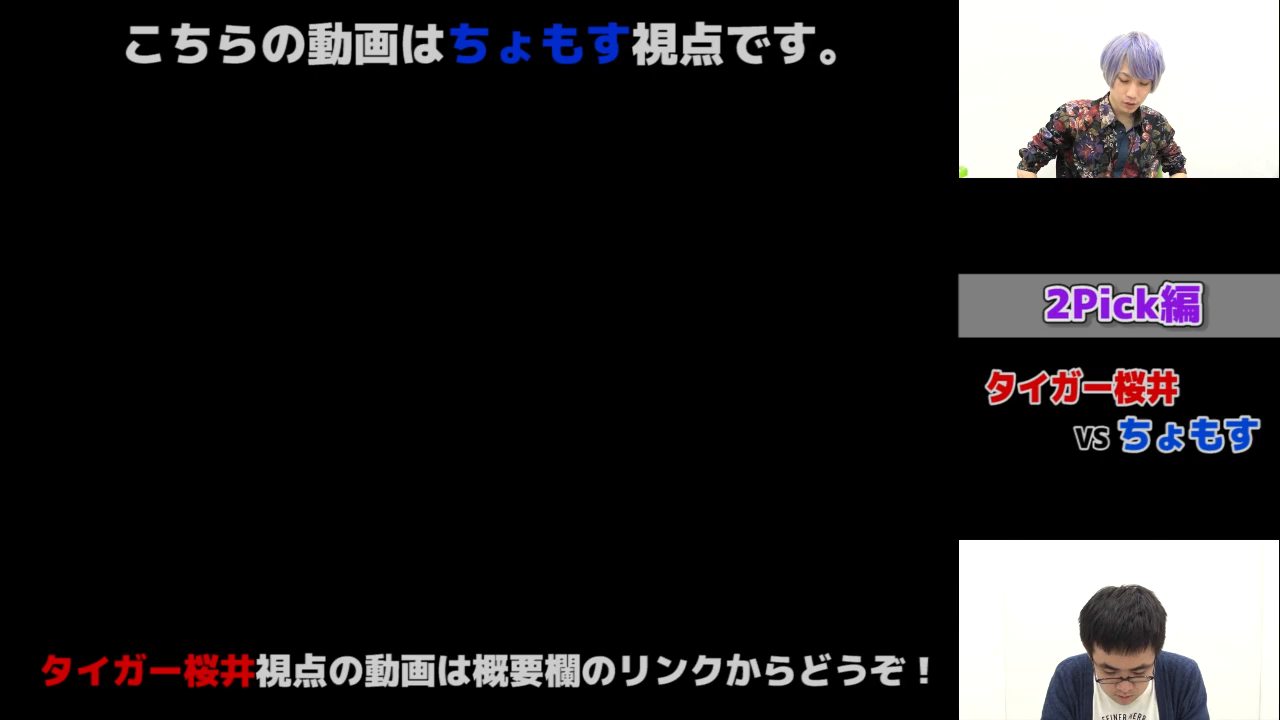 こちらの動画はちょもす視点です。
2Pick編
タイガー桜井
VS ちょもす
タイガー桜井視点の動画は概要欄のリンクからどうぞ！